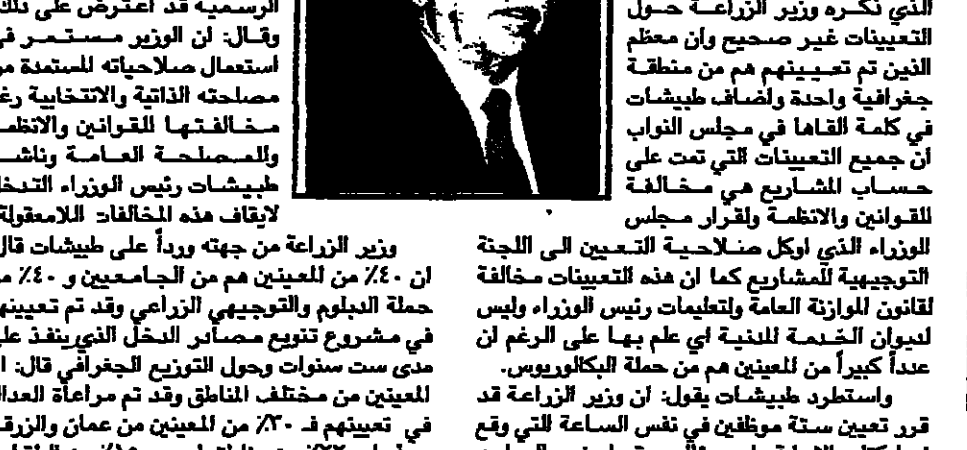 الذي ذكره وزير الزراعة حول
التعيينات غير صحيح وان معظم
الذين تم تعيينهم هم من منطقة
جغرافية واحدة واضاف طبيشات
في كلمة القاها في مجلس النواب
ان جميع التعيينات التي تمت على
حساب المشاريع هي مخالفة
للقوانين والانظمة ولقرار مجلس
الوزراء الذي اوكل صلاحية التعيين الى اللجنة
التوجيهية للمشاريع كما ان هذه التعيينات مخالفة
لقانون الموازنة العامة ولتعليمات رئيس الوزراء وليس
لديوان الخدمة المدنية اي علم بها على الرغم ان
عدداً كبيراً من المعينين هم من حملة البكالوريوس.
واستطرد طبيشات يقول: ان وزير الزراعة قد
قرر تعيين ستة موظفين في نفس الساعة التي وقع
الرسمية قد اعترض على ذلك
وقال: ان الوزير مستمر في
استعمال صلاحياته المستمدة من
مصلحته الذاتية والانتخابية رغم
مخالفتها للقوانين والانظمة
وللمصلحة العامة وناشد
طبيشات رئيس الوزراء التدخل
لايقاف هذه المخالفات اللامعقولة
وزير الزراعة من جهته ورداً على طبيشات قال
ان ٤٠٪ من المعينين هم من الجامعيين و ٤٠٪ من
حملة الدبلوم والتوجيهي الزراعي وقد تم تعيينهم
في مشروع تنويع مصادر الدخل الذي ينفذ على
مدى ست سنوات وحول التوزيع الجغرافي قال:
المعينين من مختلف المناطق وقد تم مراعاة العدالة
في تعيينهم فـ ٣٠٪ من المعينين من عمان والزرقاء